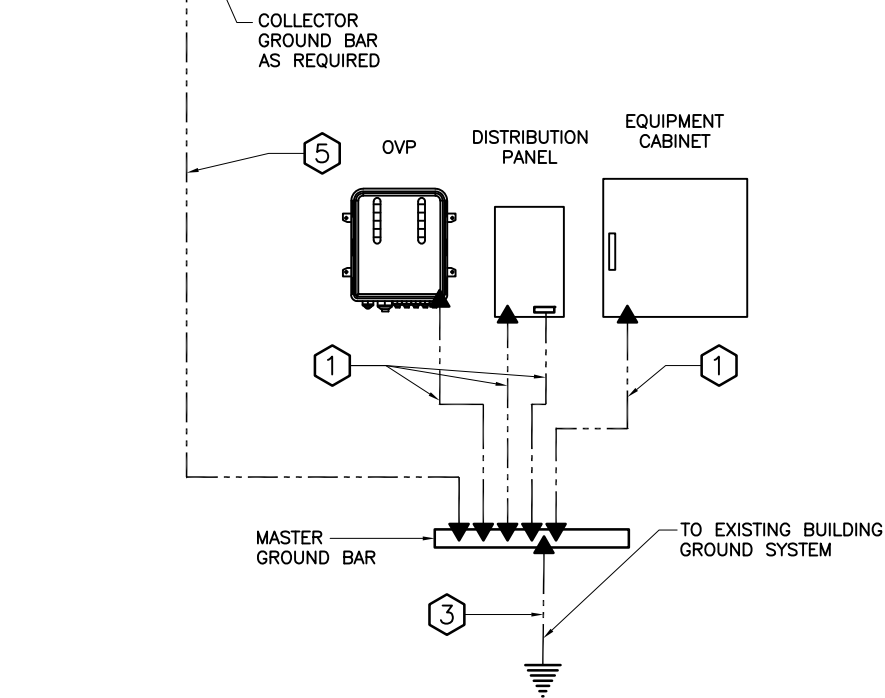 COLLECTOR
GROUND BAR
AS REQUIRED
5
OVP
DISTRIBUTION
PANEL
EQUIPMENT
CABINET
1
1
MASTER
GROUND BAR
TO EXISTING BUILDING
GROUND SYSTEM
3